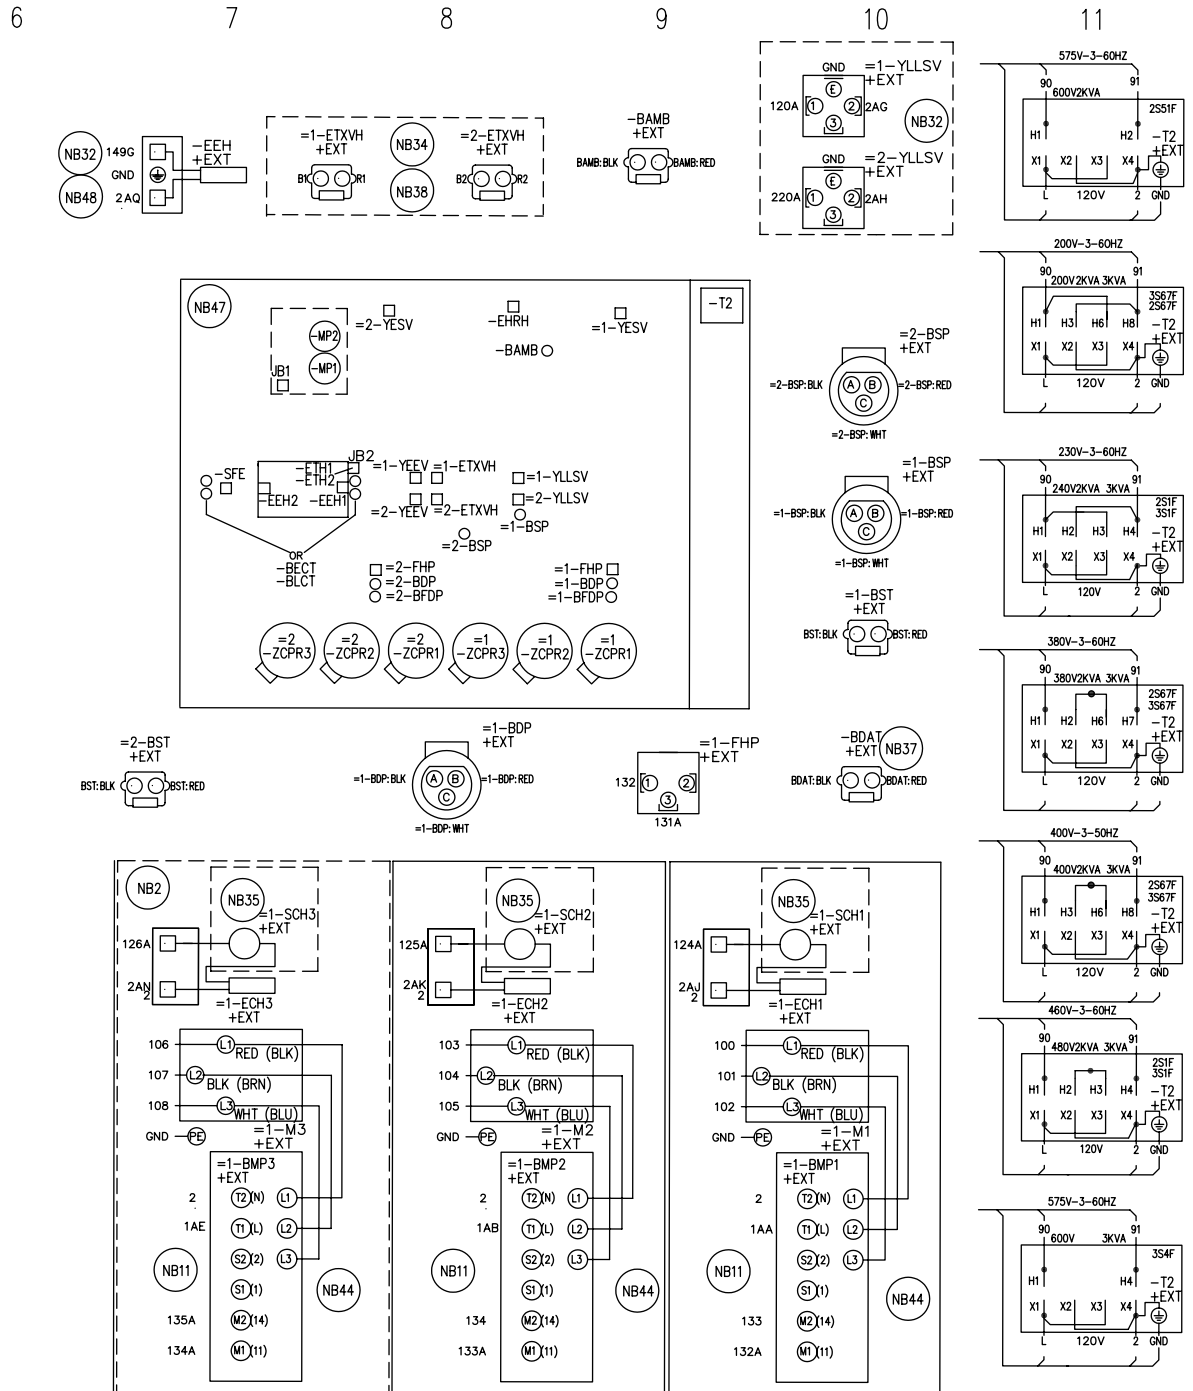 6 7 8 9 10 11
NB32
NB48
149G
GND
2AQ
-EEH
+EXT
=1-ETXVH
+EXT
B1 R1
NB34
NB38
=2-ETXVH
+EXT
B2 R2
-BAMB
+EXT
BAMB:BLK BAMB:RED
GND
=1-YLLSV
+EXT
120A 1 E 2 2AG
3
NB32
GND
=2-YLLSV
+EXT
220A 1 E 2 2AH
3
575V-3-60HZ
90 91
600V2KVA
2S51F
H1 H2
-T2
+EXT
X1 X2 X3 X4
L 120V 2 GND
200V-3-60HZ
90 91
200V2KVA 3KVA
3S67F
2S67F
H1 H3 H6 H8
-T2
+EXT
X1 X2 X3 X4
L 120V 2 GND
230V-3-60HZ
90 91
240V2KVA 3KVA
2S1F
3S1F
H1 H2 H3 H4
-T2
+EXT
X1 X2 X3 X4
L 120V 2 GND
380V-3-60HZ
90 91
380V2KVA 3KVA
2S67F
3S67F
H1 H2 H6 H7
-T2
+EXT
X1 X2 X3 X4
L 120V 2 GND
400V-3-50HZ
90 91
400V2KVA 3KVA
2S67F
3S67F
H1 H3 H6 H8
-T2
+EXT
X1 X2 X3 X4
L 120V 2 GND
460V-3-60HZ
90 91
480V2KVA 3KVA
2S1F
3S1F
H1 H2 H3 H4
-T2
+EXT
X1 X2 X3 X4
L 120V 2 GND
575V-3-60HZ
90 91
600V 3KVA
3S4F
H1 H4
-T2
+EXT
X1 X2 X3 X4
L 120V 2 GND
NB47
-MP2
-MP1
JB1
=2-YESV
-EHRH
=1-YESV
-BAMB
-T2
JB2
-SFE
-ETH1
-ETH2
-EEH2 -EEH1
=1-YEEV =1-ETXVH
=2-YEEV =2-ETXVH
=1-YLLSV
=2-YLLSV
=1-BSP
=2-BSP
OR
-BECT
-BLCT
=2-FHP
=2-BDP
=2-BFDP
=1-FHP
=1-BDP
=1-BFDP
=2
-ZCPR3
=2
-ZCPR2
=2
-ZCPR1
=1
-ZCPR3
=1
-ZCPR2
=1
-ZCPR1
=2-BSP
+EXT
=2-BSP:BLK A B =2-BSP:RED
C
=2-BSP:WHT
=1-BSP
+EXT
=1-BSP:BLK A B =1-BSP:RED
C
=1-BSP:WHT
=1-BST
+EXT
BST:BLK BST:RED
=2-BST
+EXT
BST:BLK BST:RED
=1-BDP
+EXT
=1-BDP:BLK A B =1-BDP:RED
C
=1-BDP:WHT
=1-FHP
+EXT
132 1 2
3
131A
-BDAT
+EXT
NB37
BDAT:BLK BDAT:RED
NB2
NB35
=1-SCH3
+EXT
126A
2AN
2
=1-ECH3
+EXT
106 L1 RED (BLK)
107 L2 BLK (BRN)
108 L3 WHT (BLU)
GND PE
=1-M3
+EXT
=1-BMP3
+EXT
2 T2 (N) L1
1AE T1 (L) L2
S2 (2) L3
NB11
S1 (1)
NB44
135A M2 (14)
134A M1 (11)
NB35
=1-SCH2
+EXT
125A
2AK
2
=1-ECH2
+EXT
103 L1 RED (BLK)
104 L2 BLK (BRN)
105 L3 WHT (BLU)
GND PE
=1-M2
+EXT
=1-BMP2
+EXT
2 T2 (N) L1
1AB T1 (L) L2
S2 (2) L3
NB11
S1 (1)
NB44
134 M2 (14)
133A M1 (11)
NB35
=1-SCH1
+EXT
124A
2AJ
2
=1-ECH1
+EXT
100 L1 RED (BLK)
101 L2 BLK (BRN)
102 L3 WHT (BLU)
GND PE
=1-M1
+EXT
=1-BMP1
+EXT
2 T2 (N) L1
1AA T1 (L) L2
S2 (2) L3
NB11
S1 (1)
NB44
133 M2 (14)
132A M1 (11)